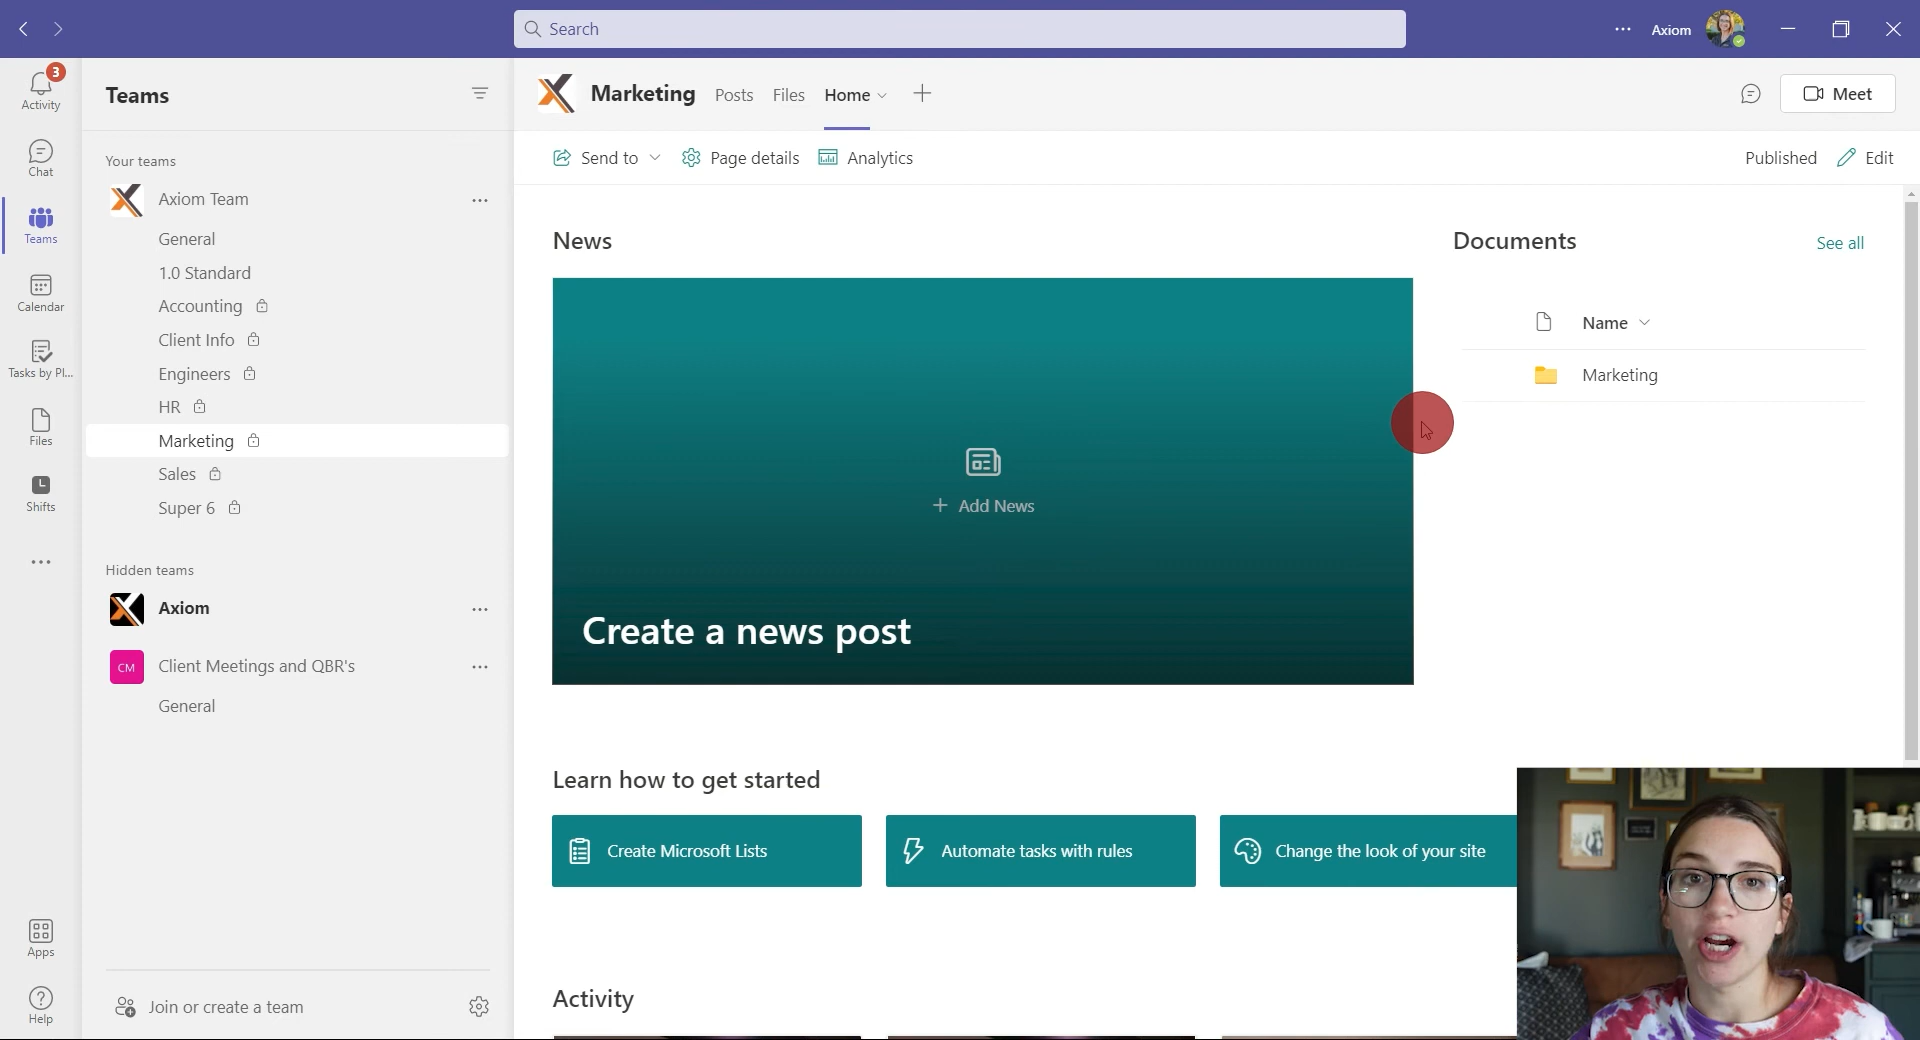 Search
Axiom
3
Activity
Chat
Teams
Calendar
Tasks by Pl...
Files
Shifts
Apps
Help
Teams
Your teams
Axiom Team
General
1.0 Standard
Accounting
Client Info
Engineers
HR
Marketing
Sales
Super 6
Hidden teams
Axiom
CM
Client Meetings and QBR's
General
Join or create a team
Marketing
Posts
Files
Home
Meet
Send to
Page details
Analytics
Published
Edit
News
Add News
Create a news post
Documents
See all
Name
Marketing
Learn how to get started
Create Microsoft Lists
Automate tasks with rules
Change the look of your site
Activity